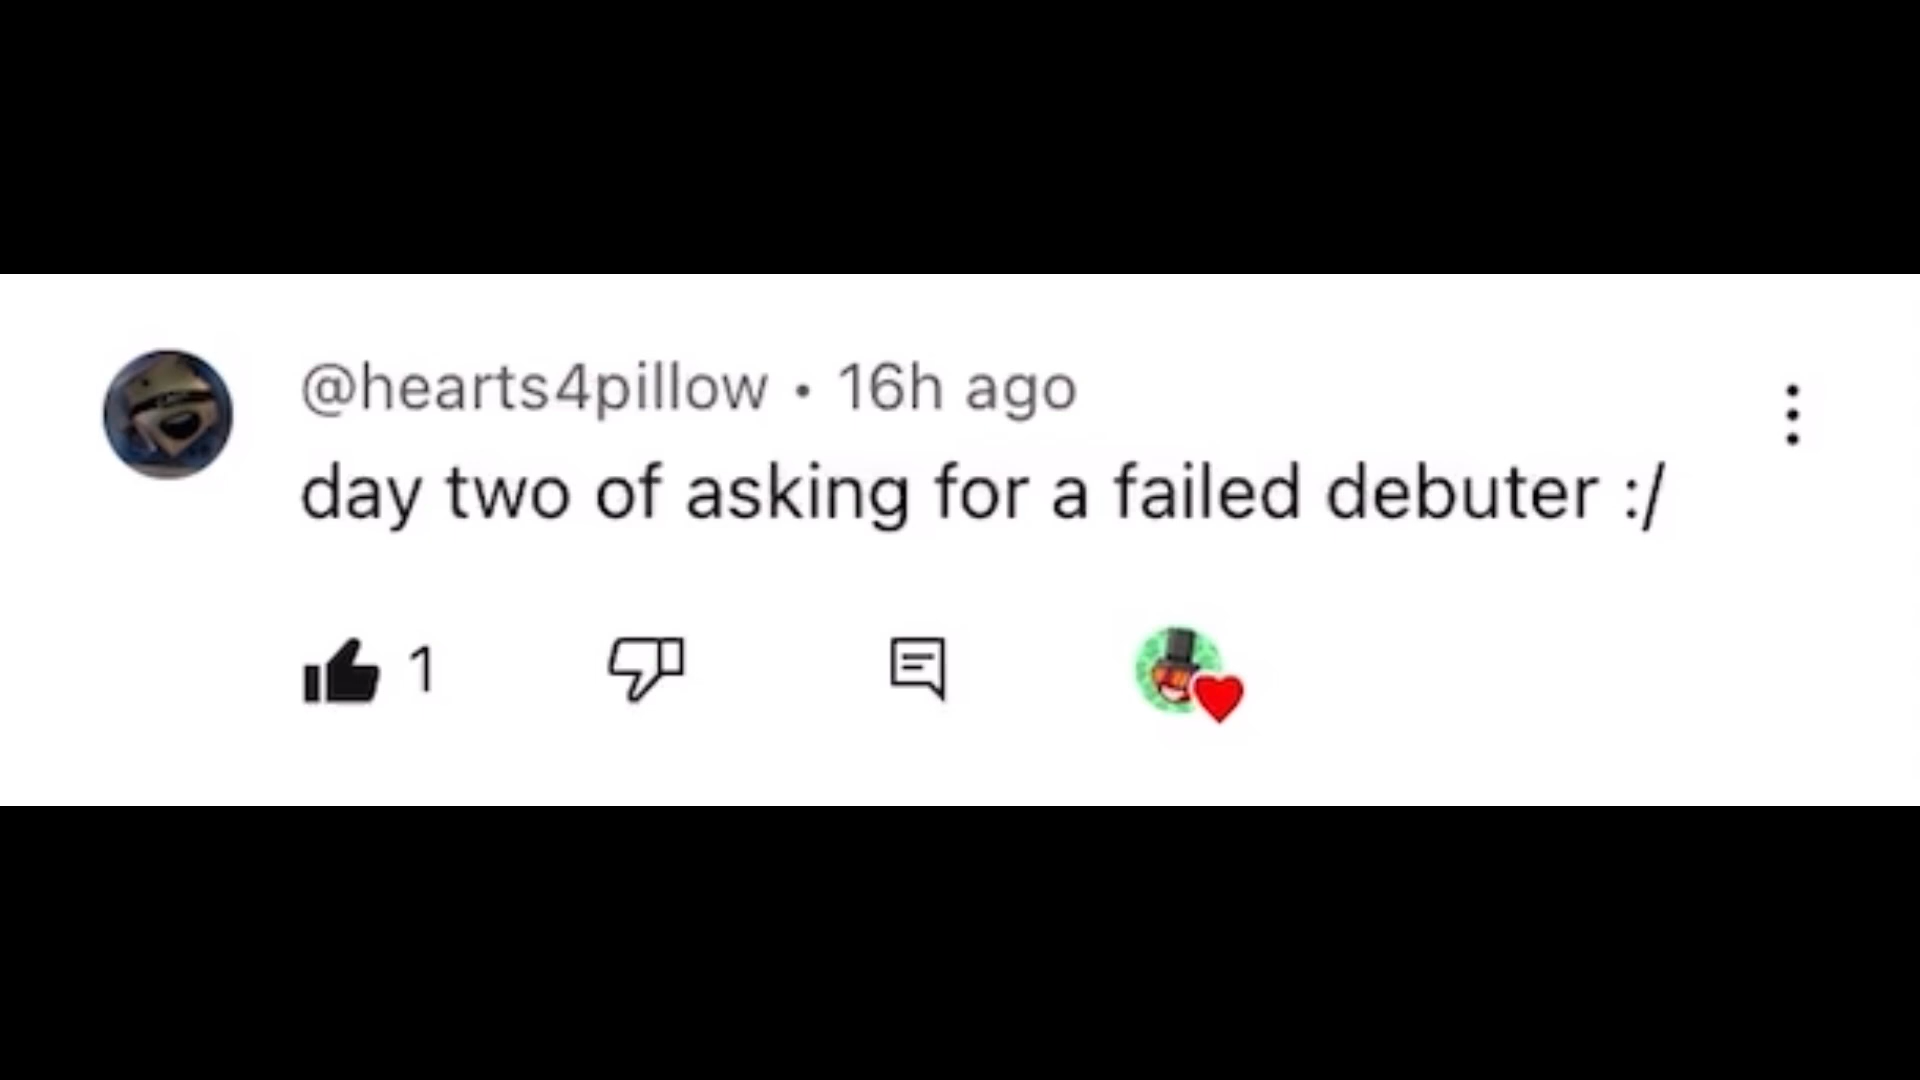 @hearts4pillow • 16h ago
day two of asking for a failed debuter :/
1